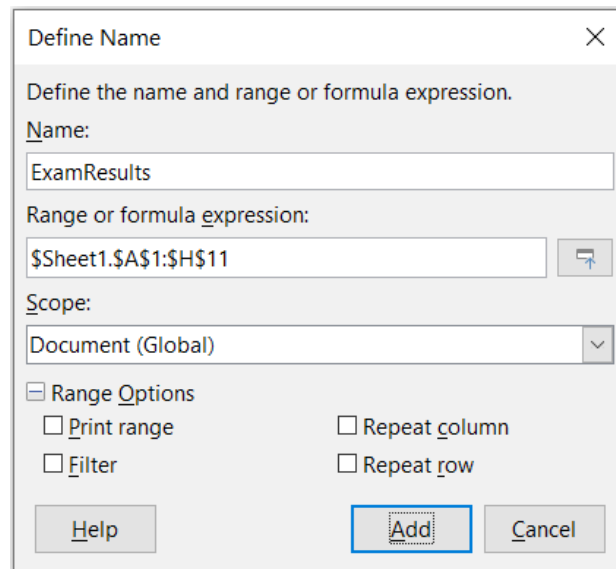 Define Name
Define the name and range or formula expression.
Name:
ExamResults
Range or formula expression:
$Sheet1.$A$1:$H$11
Scope:
Document (Global)
Range Options
Print range Repeat column
Filter Repeat row
Help Add Cancel